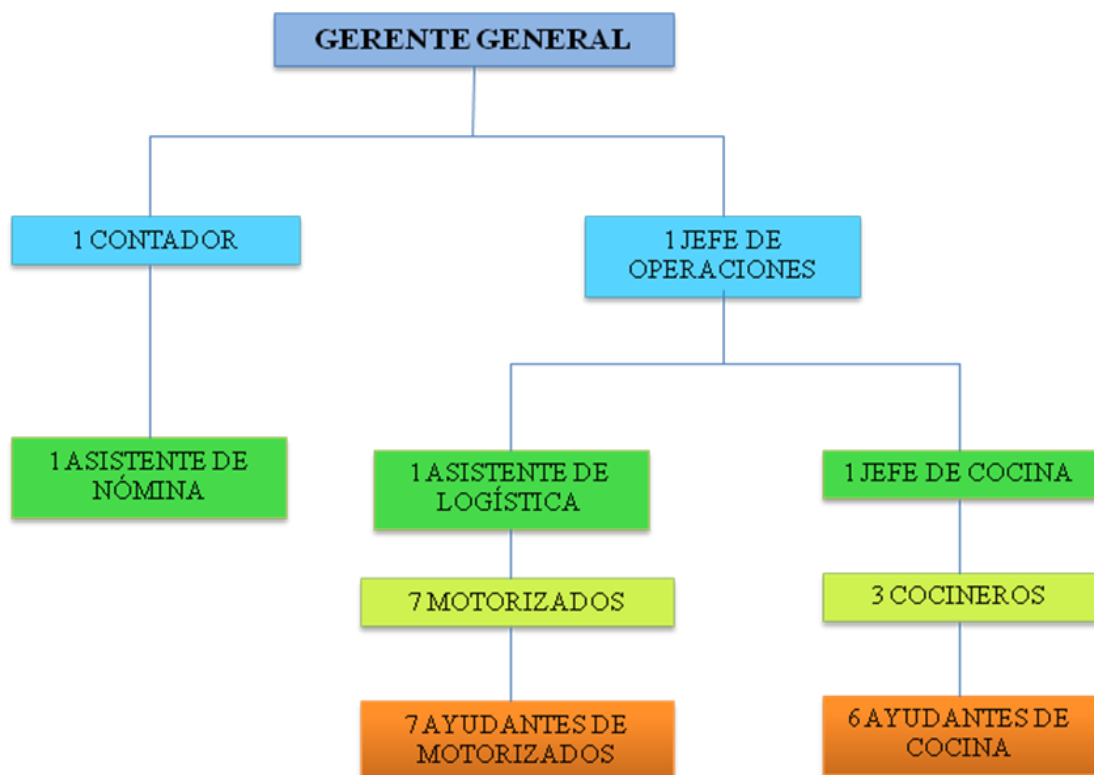 GERENTE GENERAL
1 CONTADOR
1 JEFE DE
OPERACIONES
1 ASISTENTE DE
NÓMINA
1 ASISTENTE DE
LOGÍSTICA
1 JEFE DE COCINA
7 MOTORIZADOS
3 COCINEROS
7 AYUDANTES DE
MOTORIZADOS
6 AYUDANTES DE
COCINA